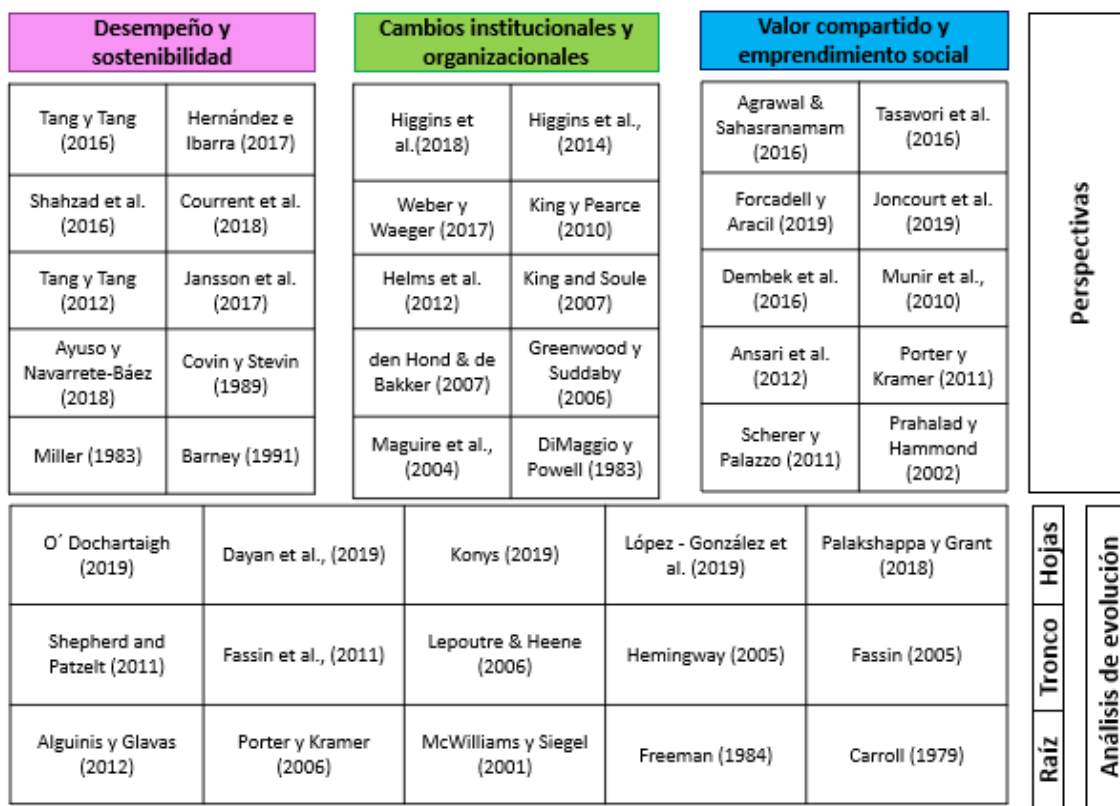 Desempeño y
sostenibilidad
Cambios institucionales y
organizacionales
Valor compartido y
emprendimiento social
Tang y Tang
(2016)
Hernández e
Ibarra (2017)
Higgins et
al.(2018)
Higgins et al.,
(2014)
Agrawal &
Sahasranamam
(2016)
Tasavori et al.
(2016)
Shahzad et al.
(2016)
Courrent et al.
(2018)
Weber y
Waeger (2017)
King y Pearce
(2010)
Forcadell y
Aracil (2019)
Joncourt et al.
(2019)
Tang y Tang
(2012)
Jansson et al.
(2017)
Helms et al.
(2012)
King and Soule
(2007)
Dembek et al.
(2016)
Munir et al.,
(2010)
Ayuso y
Navarrete-Báez
(2018)
Covin y Stevin
(1989)
den Hond & de
Bakker (2007)
Greenwood y
Suddaby
(2006)
Ansari et al.
(2012)
Porter y
Kramer (2011)
Miller (1983)
Barney (1991)
Maguire et al.,
(2004)
DiMaggio y
Powell (1983)
Scherer y
Palazzo (2011)
Prahalad y
Hammond
(2002)
Perspectivas
O´ Dochartaigh
(2019)
Dayan et al., (2019)
Konys (2019)
López - González et
al. (2019)
Palakshappa y Grant
(2018)
Hojas
Shepherd and
Patzelt (2011)
Fassin et al., (2011)
Lepoutre & Heene
(2006)
Hemingway (2005)
Fassin (2005)
Tronco
Alguinis y Glavas
(2012)
Porter y Kramer
(2006)
McWilliams y Siegel
(2001)
Freeman (1984)
Carroll (1979)
Raíz
Análisis de evolución